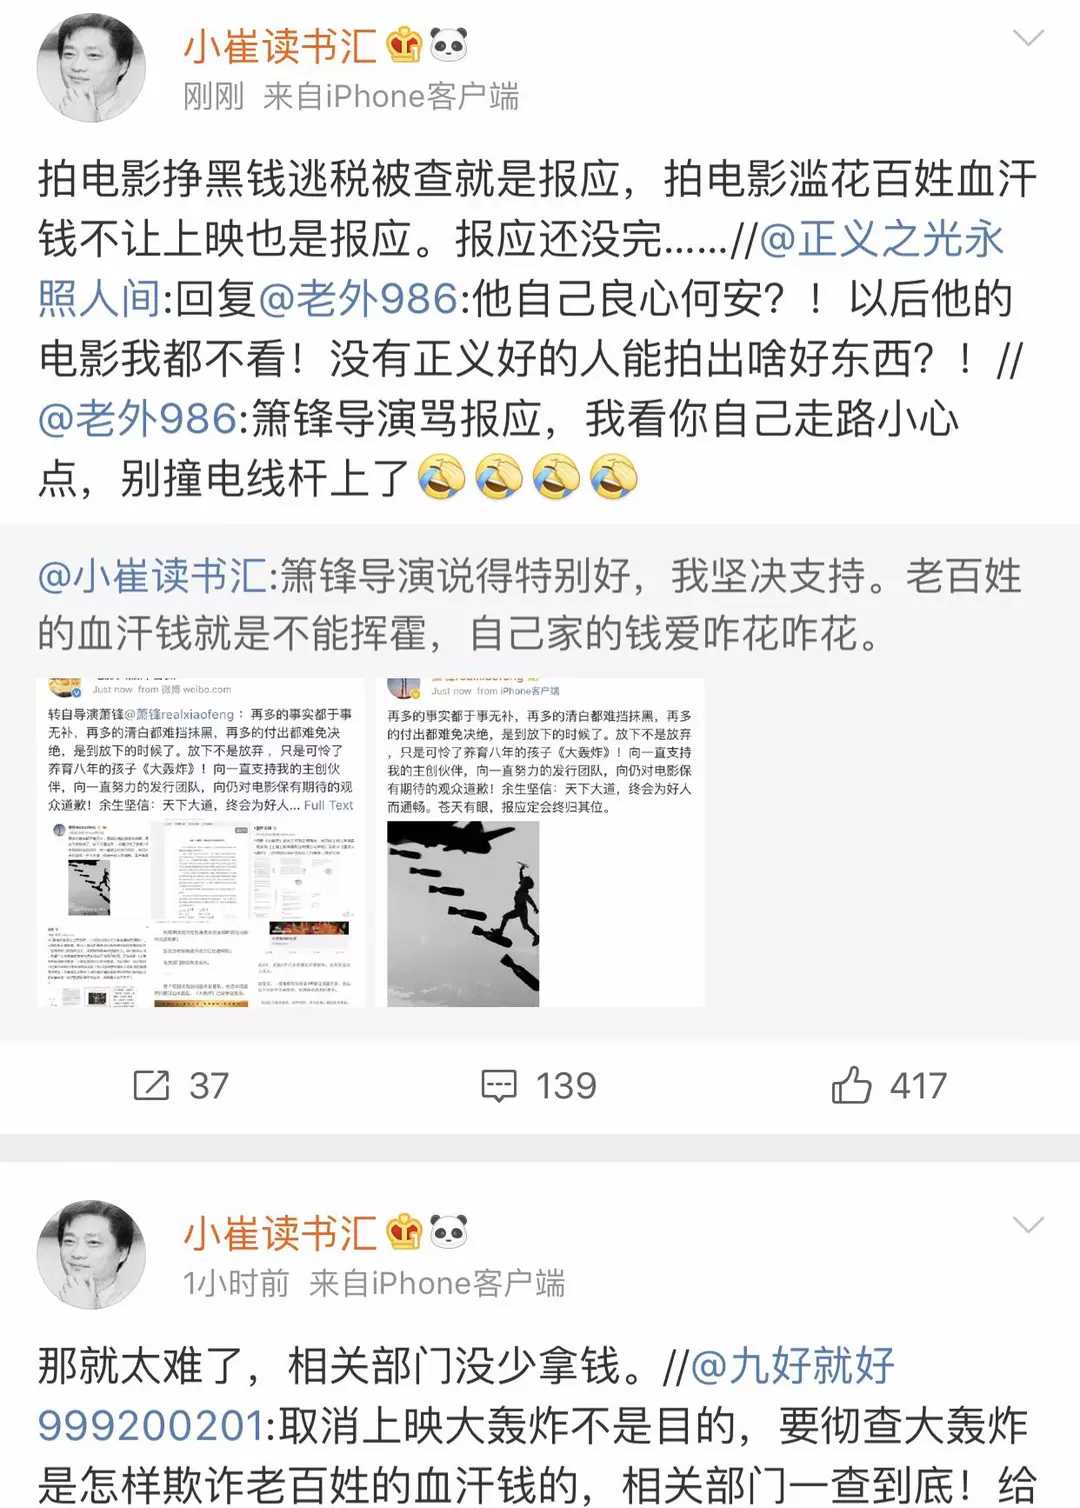 小崔读书汇
刚刚 来自iPhone客户端
拍电影挣黑钱逃税被查就是报应，拍电影滥花百姓血汗
钱不让上映也是报应。报应还没完......//@正义之光永
照人间:回复@老外986:他自己良心何安？！以后他的
电影我都不看！没有正义好的人能拍出啥好东西？！//
@老外986:箫锋导演骂报应，我看你自己走路小心
点，别撞电线杆上了
@小崔读书汇:箫锋导演说得特别好，我坚决支持。老百姓
的血汗钱就是不能挥霍，自己家的钱爱咋花咋花。
Just now from 微博 weibo.com
转自导演萧锋@萧锋realxiaofeng：再多的事实都于事
无补，再多的清白都难挡抹黑，再多的付出都难免决
绝，是到放下的时候了。放下不是放弃，只是可怜了
养育八年的孩子《大轰炸》！向一直支持我的主创伙
伴，向一直努力的发行团队，向仍对电影保有期待的观
众道歉！余生坚信：天下大道，终会为好人... Full Text
Just now from iPhone客户端
再多的事实都于事无补，再多的清白都难挡抹黑，再多
的付出都难免决绝，是到放下的时候了。放下不是放弃
，只是可怜了养育八年的孩子《大轰炸》！向一直支持
我的主创伙伴，向一直努力的发行团队，向仍对电影保
有期待的观众道歉！余生坚信：天下大道，终会为好人
而通畅。苍天有眼，报应定会终归其位。
37
139
417
小崔读书汇
1小时前 来自iPhone客户端
那就太难了，相关部门没少拿钱。//@九好就好
999200201:取消上映大轰炸不是目的，要彻查大轰炸
是怎样欺诈老百姓的血汗钱的，相关部门一查到底！给